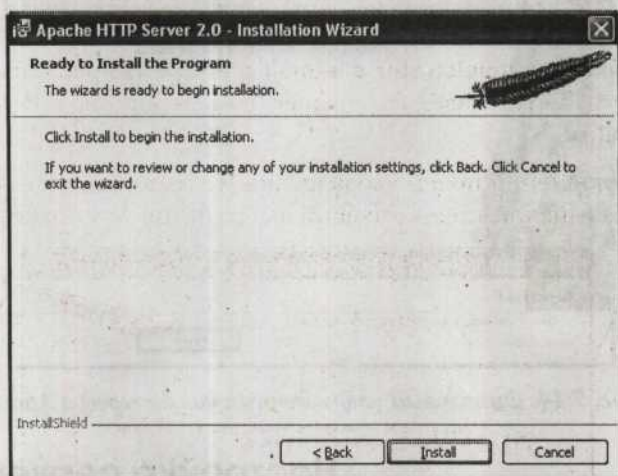 Apache HTTP Server 2.0 - Installation Wizard
Ready to Install the Program
The wizard is ready to begin installation.
Click Install to begin the installation.
If you want to review or change any of your installation settings, click Back. Click Cancel to
exit the wizard.
InstallShield
< Back
Install
Cancel